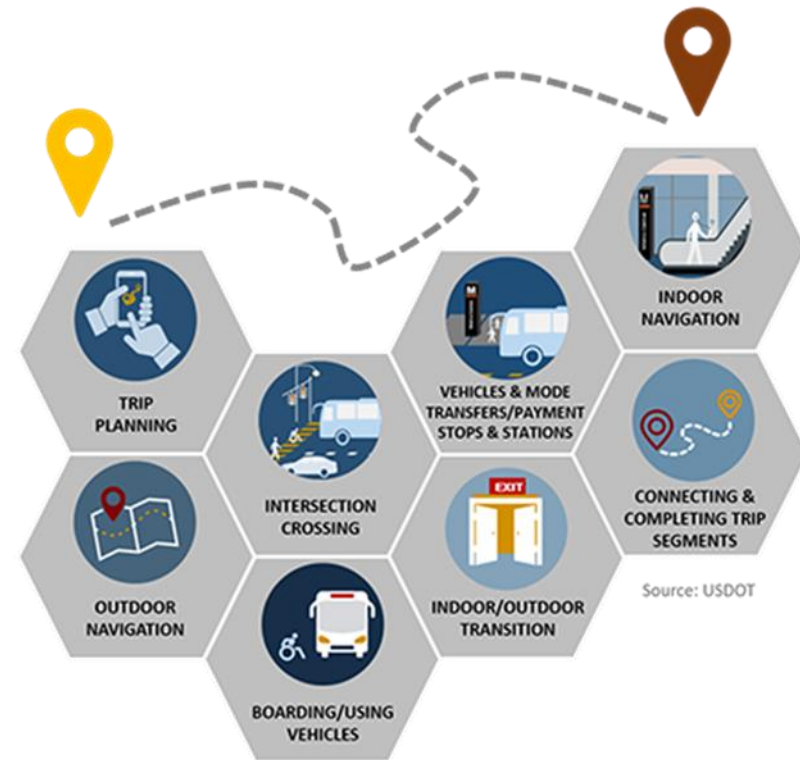 TRIP
PLANNING
OUTDOOR
NAVIGATION
INTERSECTION
CROSSING
BOARDING/USING
VEHICLES
VEHICLES & MODE
TRANSFERS/PAYMENT
STOPS & STATIONS
EXIT
INDOOR/OUTDOOR
TRANSITION
INDOOR
NAVIGATION
CONNECTING &
COMPLETING TRIP
SEGMENTS
Source: USDOT